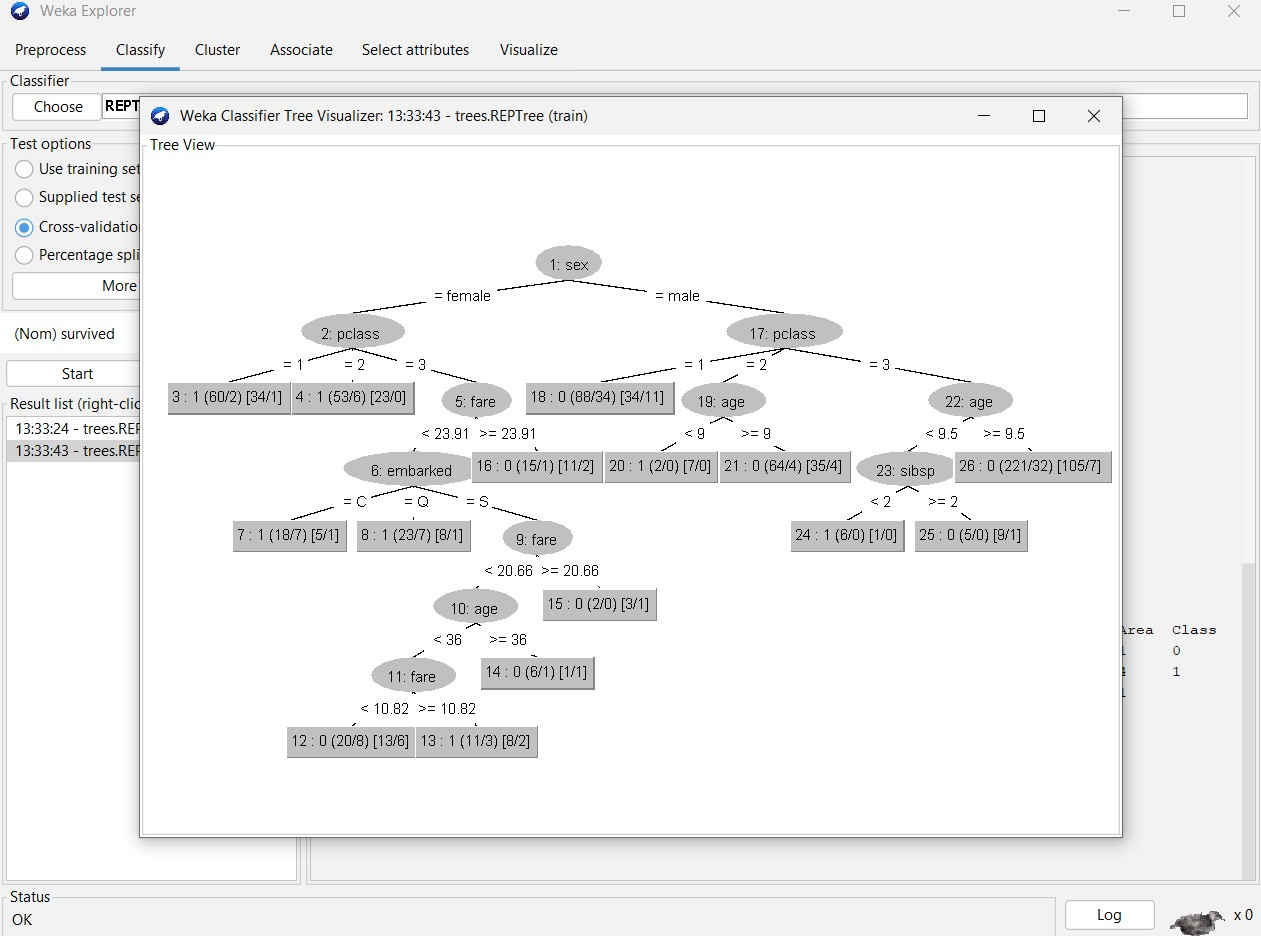 Weka Explorer
Preprocess Classify Cluster Associate Select attributes Visualize
Classifier
Choose REPT
Weka Classifier Tree Visualizer: 13:33:43 - trees.REPTree (train)
Test options
Use training set
Supplied test se
Cross-validatio
Percentage spli
More
(Nom) survived
Start
Result list (right-clic
13:33:24 - trees.REF
13:33:43 - trees.REF
Tree View
1: sex
= female = male
2: pclass 17: pclass
= 1 = 2 = 3 = 1 = 2 = 3
3 : 1 (60/2) [34/1] 4 : 1 (53/6) [23/0] 5: fare 18 : 0 (88/34) [34/11] 19: age 22: age
< 23.91 >= 23.91 < 9 >= 9 < 9.5 >= 9.5
6: embarked 16 : 0 (15/1) [11/2] 20 : 1 (2/0) [7/0] 21 : 0 (64/4) [35/4] 23: sibsp 26 : 0 (221/32) [105/7]
= C = Q = S < 2 >= 2
7 : 1 (18/7) [5/1] 8 : 1 (23/7) [8/1] 9: fare 24 : 1 (6/0) [1/0] 25 : 0 (5/0) [9/1]
< 20.66 >= 20.66
10: age 15 : 0 (2/0) [3/1]
< 36 >= 36
11: fare 14 : 0 (6/1) [1/1]
< 10.82 >= 10.82
12 : 0 (20/8) [13/6] 13 : 1 (11/3) [8/2]
Area Class
0
1
Status
OK
Log
x 0